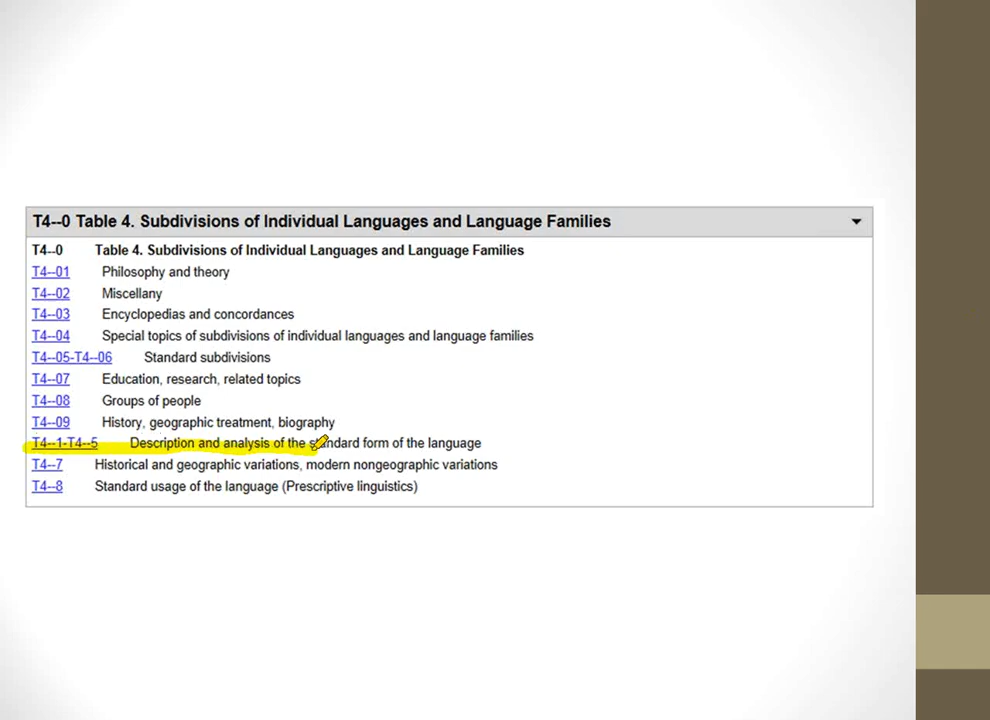 T4--0 Table 4. Subdivisions of Individual Languages and Language Families
T4--0 Table 4. Subdivisions of Individual Languages and Language Families
T4--01 Philosophy and theory
T4--02 Miscellany
T4--03 Encyclopedias and concordances
T4--04 Special topics of subdivisions of individual languages and language families
T4--05-T4--06 Standard subdivisions
T4--07 Education, research, related topics
T4--08 Groups of people
T4--09 History, geographic treatment, biography
T4--1-T4--5 Description and analysis of the standard form of the language
T4--7 Historical and geographic variations, modern nongeographic variations
T4--8 Standard usage of the language (Prescriptive linguistics)